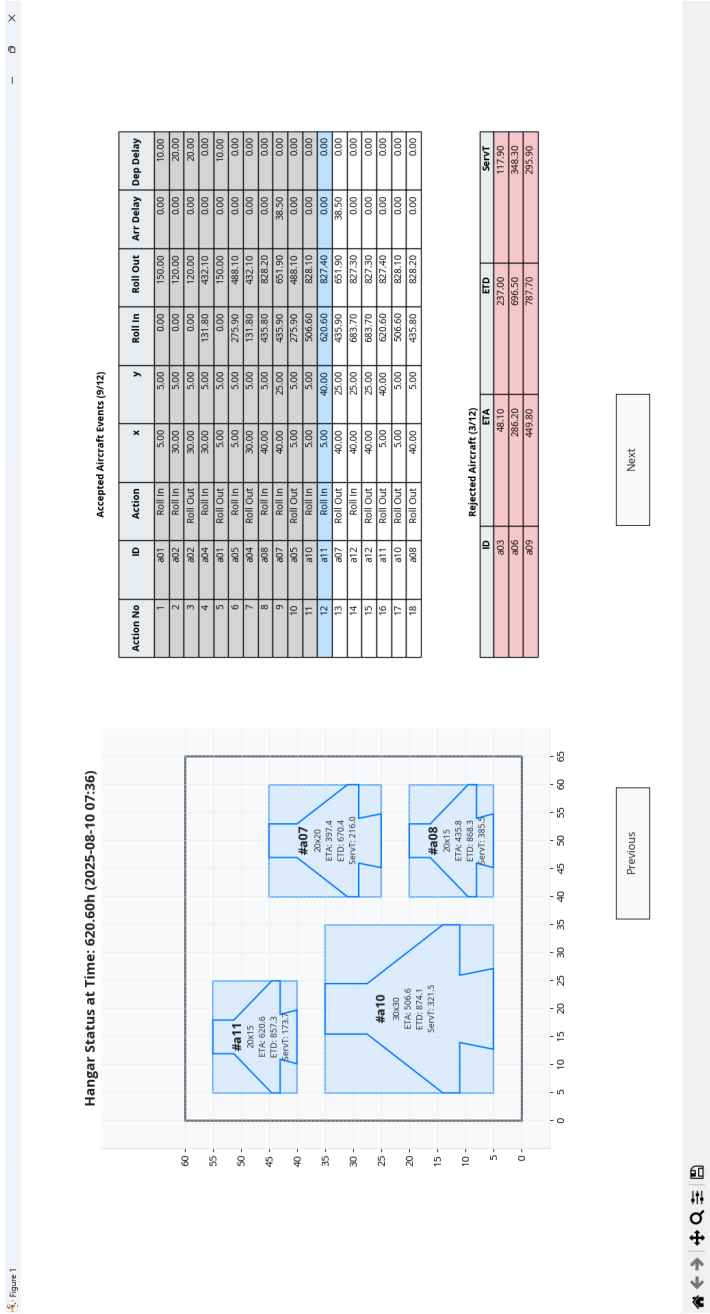 Figure 1
Hangar Status at Time: 620.60h (2025-08-10 07:36)
60
55
50
45
40
35
30
25
20
15
10
5
0
0 5 10 15 20 25 30 35 40 45 50 55 60 65
#a11
20x15
ETA: 620.6
ETD: 857.3
ServT: 173.7
#a10
30x30
ETA: 506.6
ETD: 874.1
ServT: 321.5
#a07
20x20
ETA: 397.4
ETD: 670.4
ServT: 216.0
#a08
20x15
ETA: 435.8
ETD: 868.3
ServT: 385.5
Accepted Aircraft Events (9/12)
Action No ID Action x y Roll In Roll Out Arr Delay Dep Delay
1 a01 Roll In 5.00 5.00 0.00 150.00 0.00 10.00
2 a02 Roll In 30.00 5.00 0.00 120.00 0.00 20.00
3 a02 Roll Out 30.00 5.00 0.00 120.00 0.00 20.00
4 a04 Roll In 30.00 5.00 131.80 432.10 0.00 0.00
5 a01 Roll Out 5.00 5.00 0.00 150.00 0.00 10.00
6 a05 Roll In 5.00 5.00 275.90 488.10 0.00 0.00
7 a04 Roll Out 30.00 5.00 131.80 432.10 0.00 0.00
8 a08 Roll In 40.00 5.00 435.80 828.20 0.00 0.00
9 a07 Roll In 40.00 25.00 435.90 651.90 38.50 0.00
10 a05 Roll Out 5.00 5.00 275.90 488.10 0.00 0.00
11 a10 Roll In 5.00 5.00 506.60 828.10 0.00 0.00
12 a11 Roll In 5.00 40.00 620.60 827.40 0.00 0.00
13 a07 Roll Out 40.00 25.00 435.90 651.90 38.50 0.00
14 a12 Roll In 40.00 25.00 683.70 827.30 0.00 0.00
15 a12 Roll Out 40.00 25.00 683.70 827.30 0.00 0.00
16 a11 Roll Out 5.00 40.00 620.60 827.40 0.00 0.00
17 a10 Roll Out 5.00 5.00 506.60 828.10 0.00 0.00
18 a08 Roll Out 40.00 5.00 435.80 828.20 0.00 0.00
Rejected Aircraft (3/12)
ID ETA ETD ServT
a03 48.10 237.00 117.90
a06 286.20 696.50 348.30
a09 449.80 787.70 295.90
Previous
Next